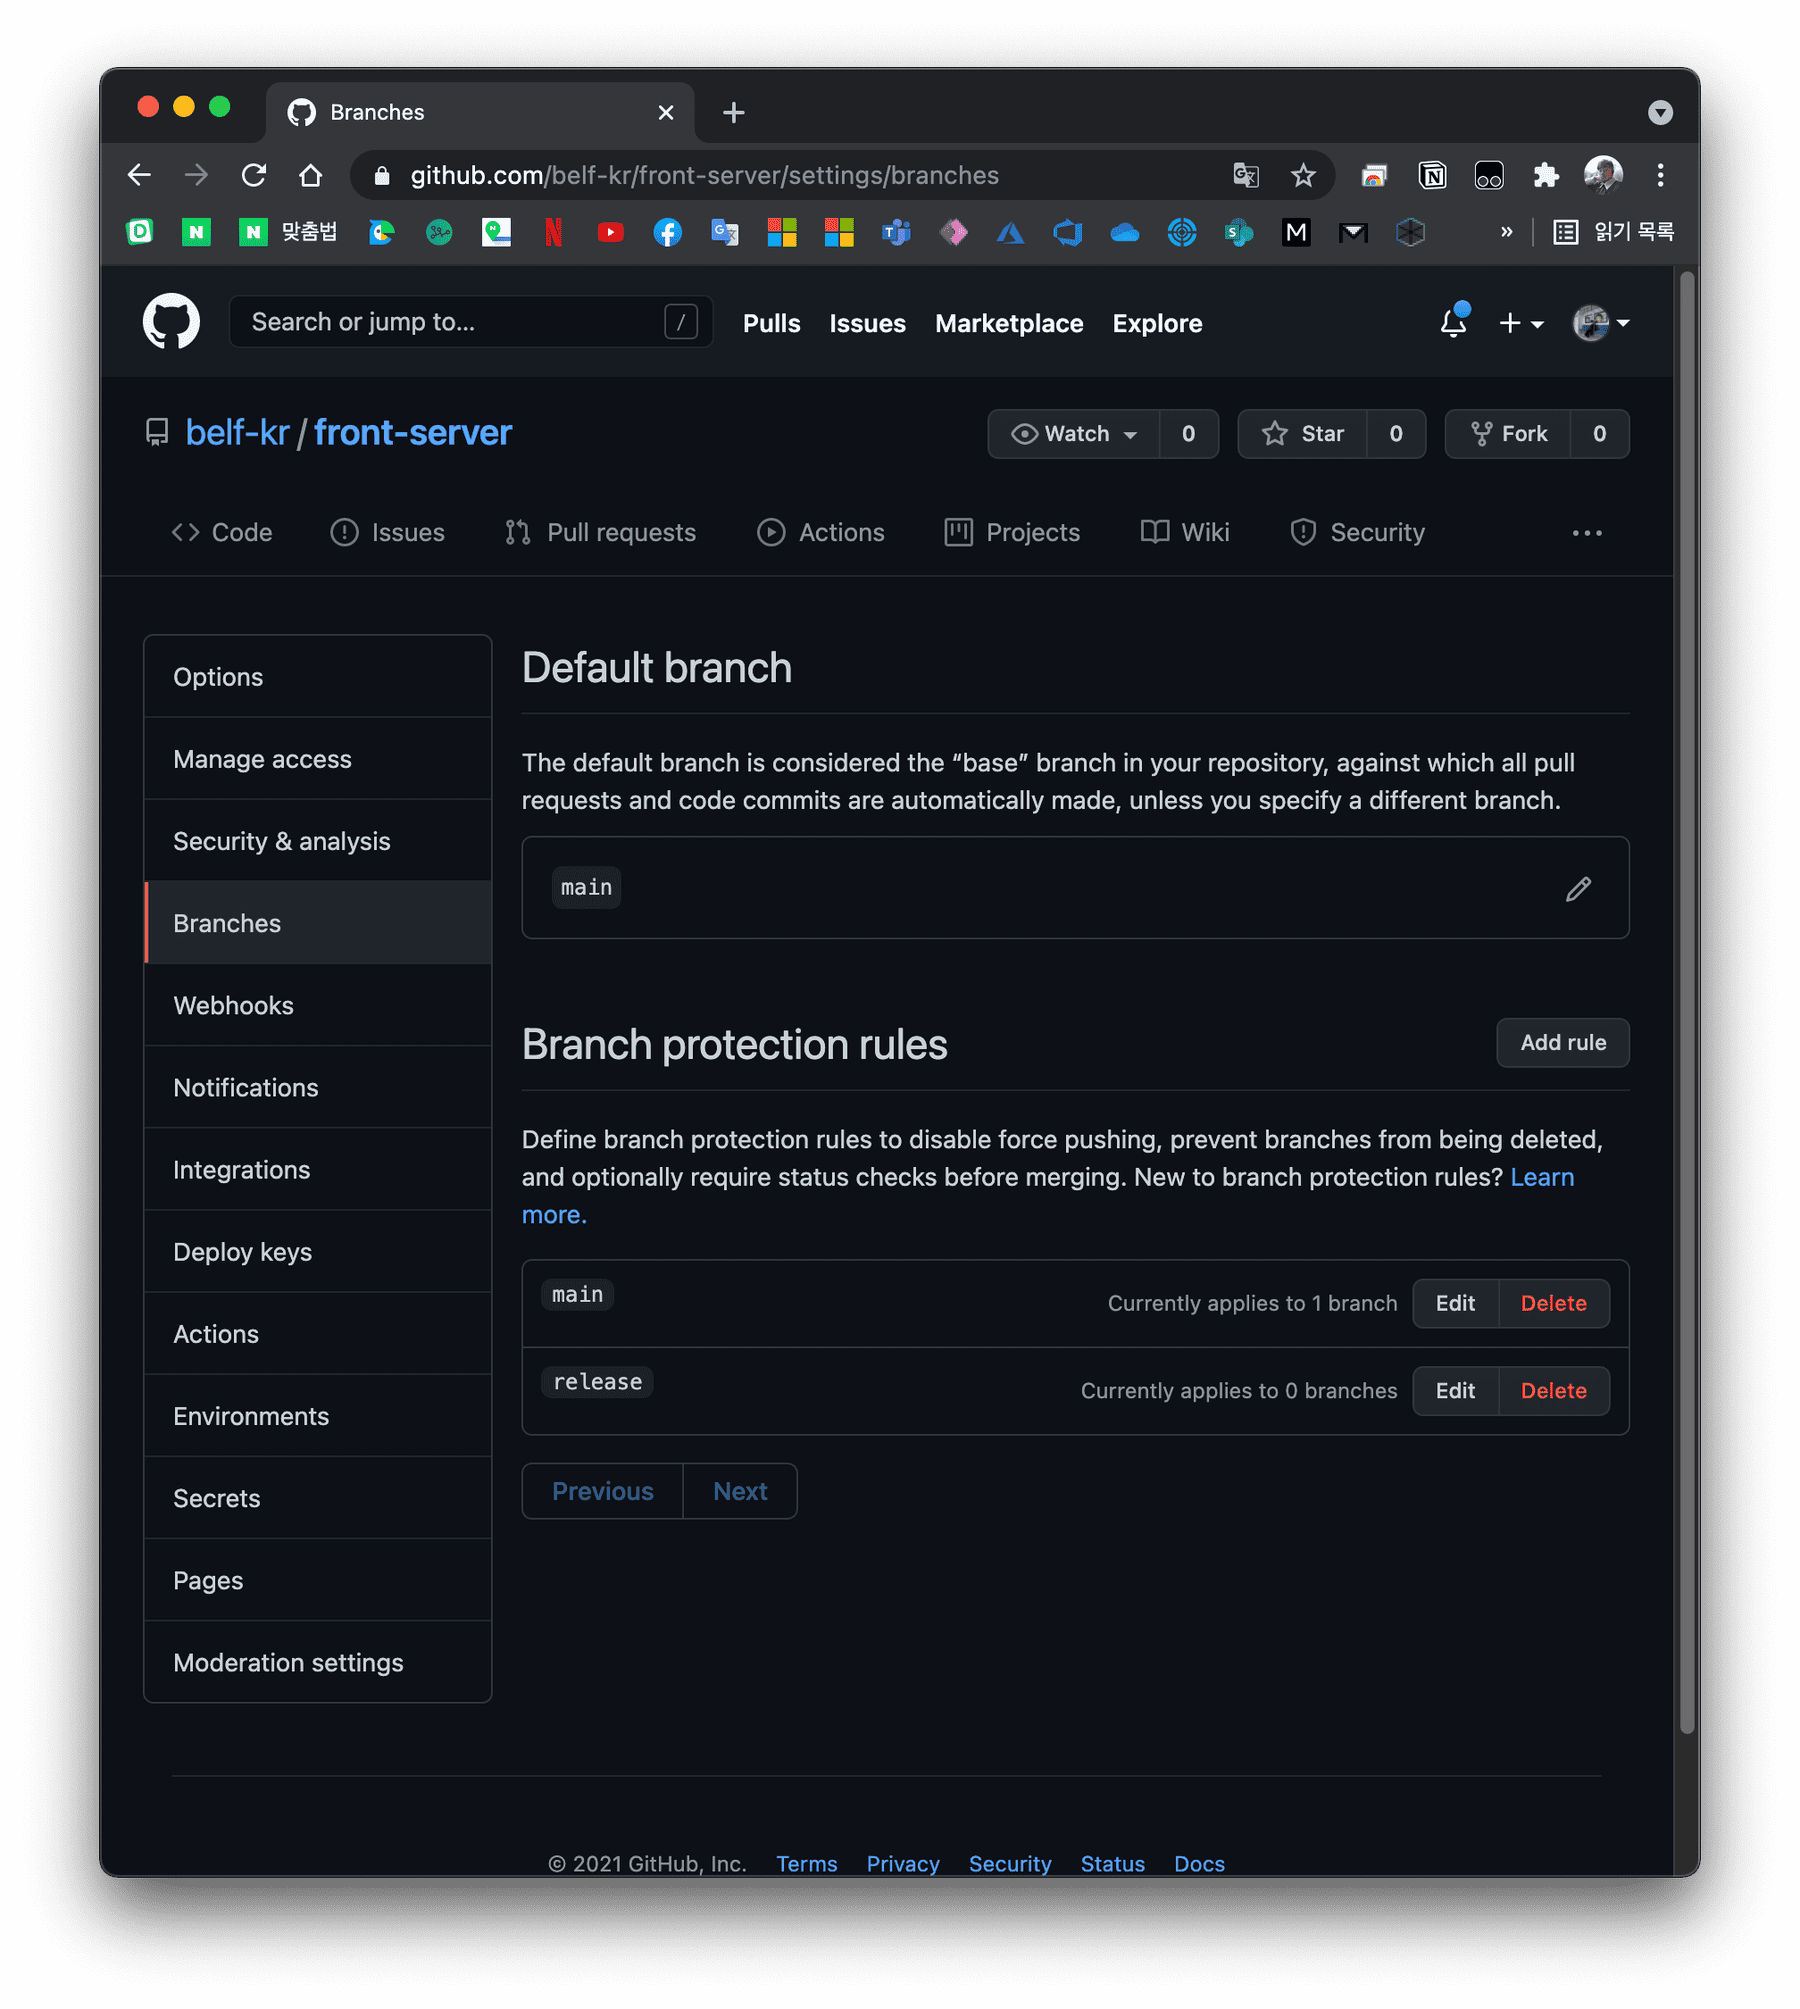 Branches
github.com/belf-kr/front-server/settings/branches
맞춤법
읽기 목록
Search or jump to... /
Pulls Issues Marketplace Explore
belf-kr / front-server
Watch 0 Star 0 Fork 0
Code Issues Pull requests Actions Projects Wiki Security
Options
Manage access
Security & analysis
Branches
Webhooks
Notifications
Integrations
Deploy keys
Actions
Environments
Secrets
Pages
Moderation settings
Default branch
The default branch is considered the “base” branch in your repository, against which all pull
requests and code commits are automatically made, unless you specify a different branch.
main
Branch protection rules
Add rule
Define branch protection rules to disable force pushing, prevent branches from being deleted,
and optionally require status checks before merging. New to branch protection rules? Learn
more.
main Currently applies to 1 branch Edit Delete
release Currently applies to 0 branches Edit Delete
Previous Next
© 2021 GitHub, Inc. Terms Privacy Security Status Docs